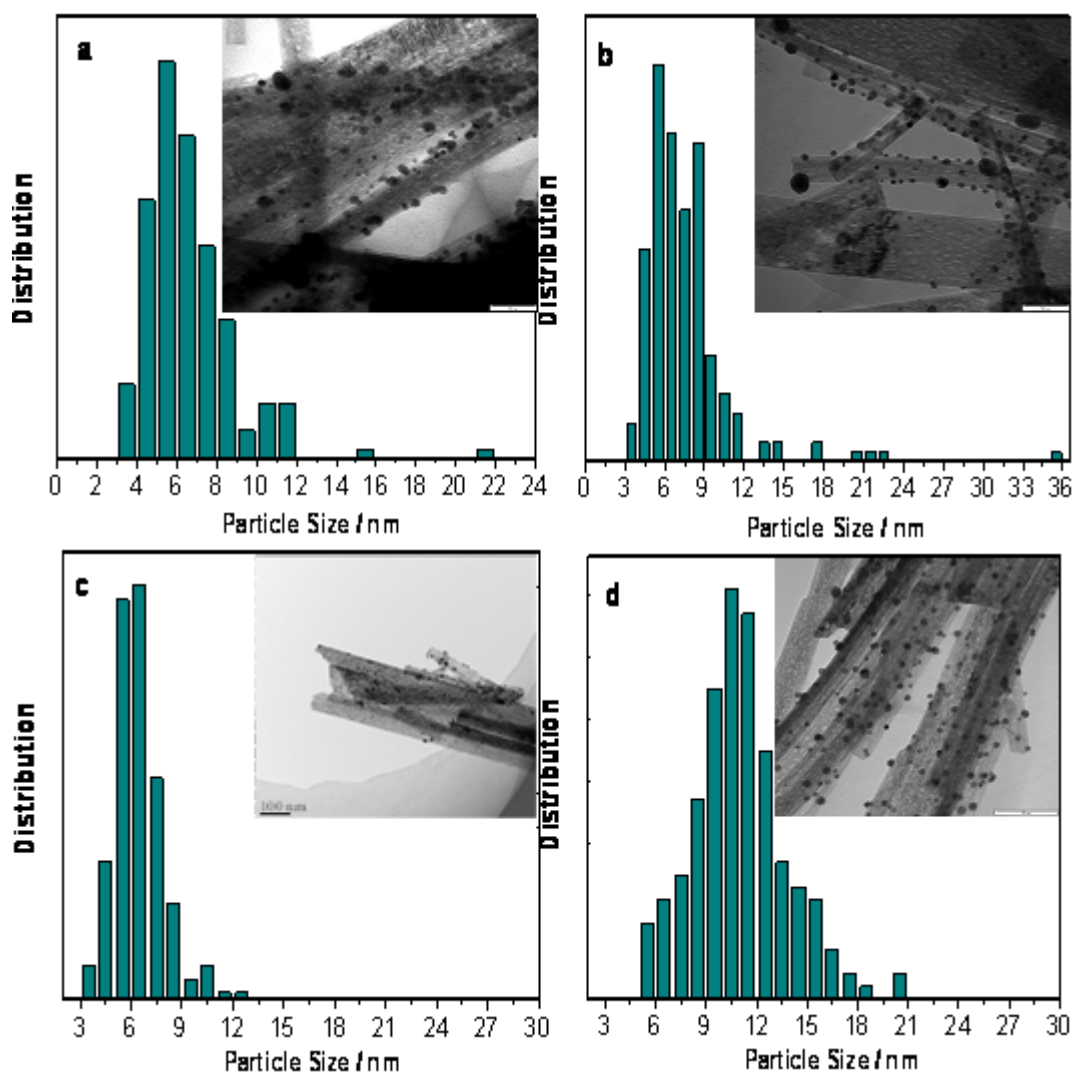 a
Distribution
0 2 4 6 8 10 12 14 16 18 20 22 24
Particle Size / nm
b
Distribution
0 3 6 9 12 15 18 21 24 27 30 33 36
Particle Size / nm
c
Distribution
100 nm
3 6 9 12 15 18 21 24 27 30
Particle Size / nm
d
Distribution
3 6 9 12 15 18 21 24 27 30
Particle Size / nm